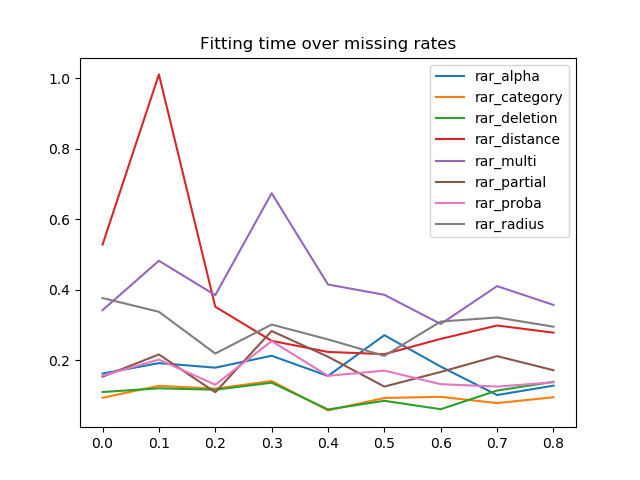 Fitting time over missing rates
1.0
0.8
0.6
0.4
0.2
rar_alpha
rar_category
rar_deletion
rar_distance
rar_multi
rar_partial
rar_proba
rar_radius
0.0 0.1 0.2 0.3 0.4 0.5 0.6 0.7 0.8